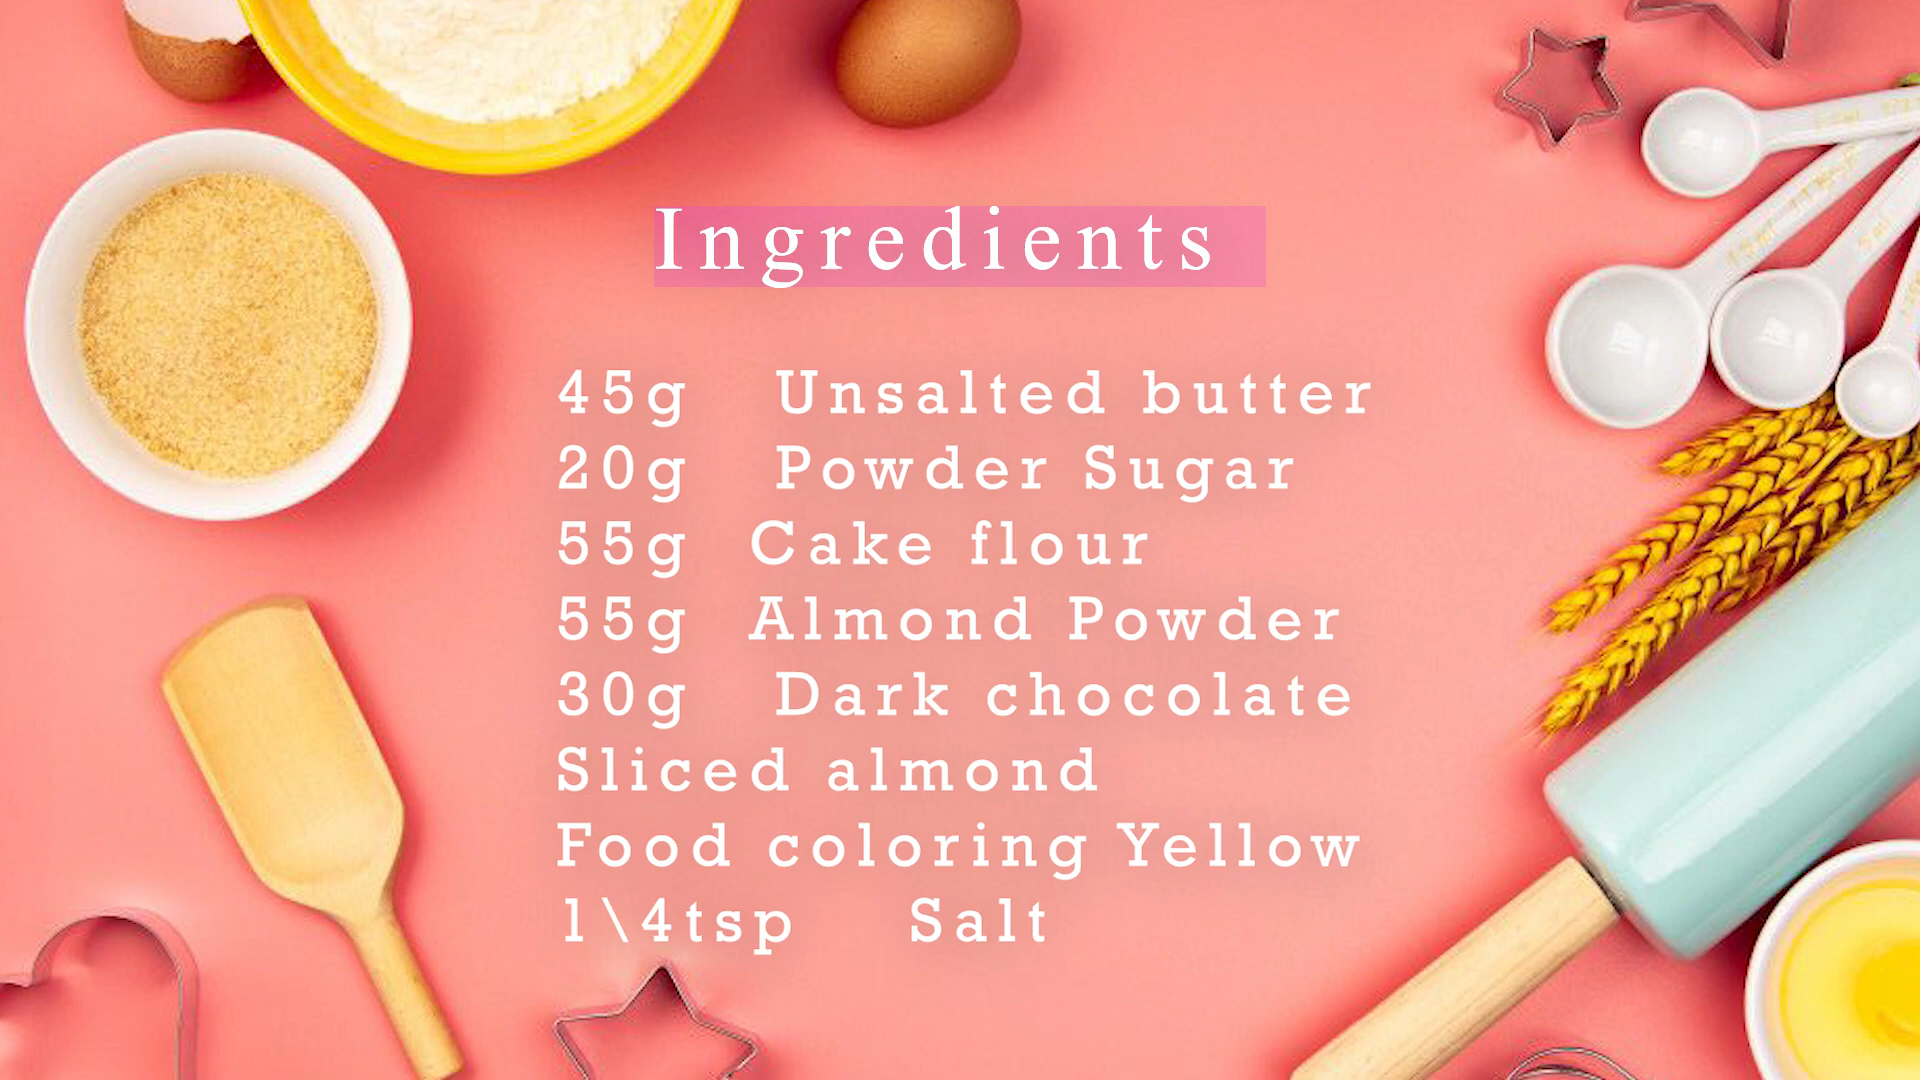 Ingredients
45g Unsalted butter
20g Powder Sugar
55g Cake flour
55g Almond Powder
30g Dark chocolate
Sliced almond
Food coloring Yellow
1\4tsp Salt